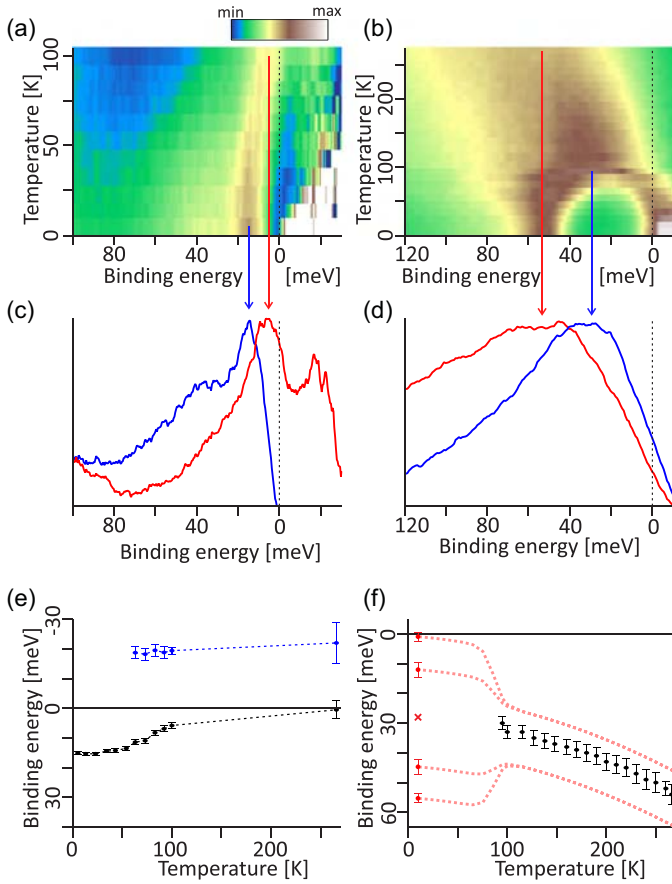 (a)
min
max
(b)
Temperature [K]
100
50
0
80
40
0
Binding energy
[meV]
Temperature [K]
200
100
0
120
80
40
0
Binding energy
[meV]
(c)
(d)
80
40
0
Binding energy [meV]
120
80
40
0
Binding energy [meV]
(e)
(f)
Binding energy [meV]
-30
0
30
0
100
200
Temperature [K]
Binding energy [meV]
0
30
60
0
100
200
Temperature [K]